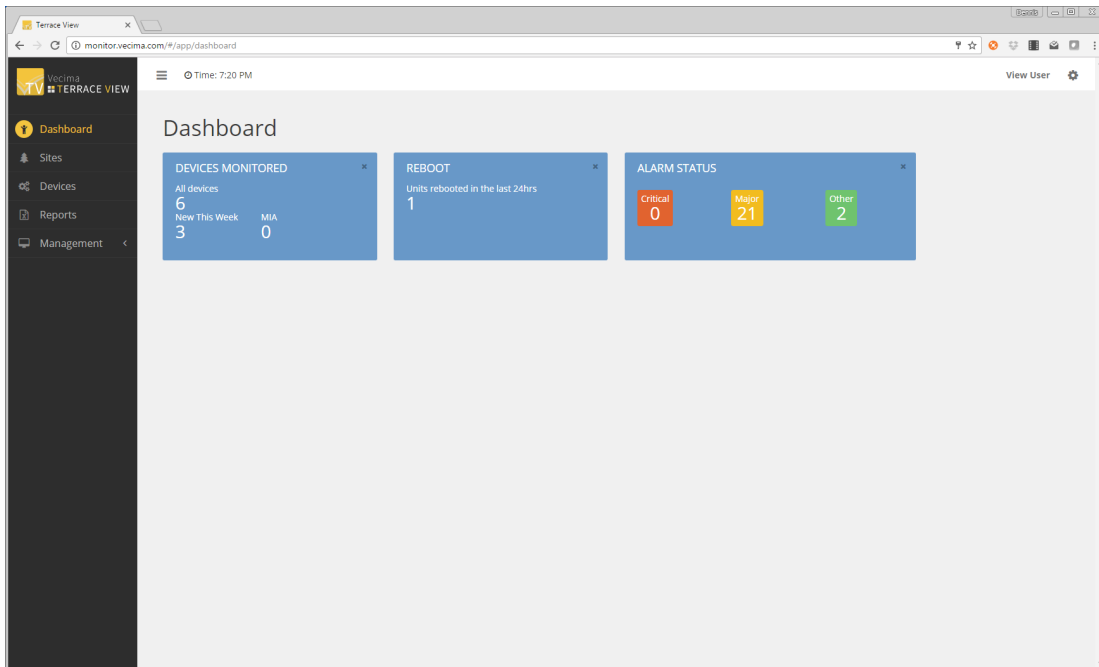 Dennis
Terrace View
monitor.vecima.com/#/app/dashboard
TV
Vecima
TERRACE VIEW
Time: 7:20 PM
View User
Dashboard
Sites
Devices
Reports
Management
Dashboard
DEVICES MONITORED
All devices
6
New This Week MIA
3 0
REBOOT
Units rebooted in the last 24hrs
1
ALARM STATUS
Critical Major Other
0 21 2